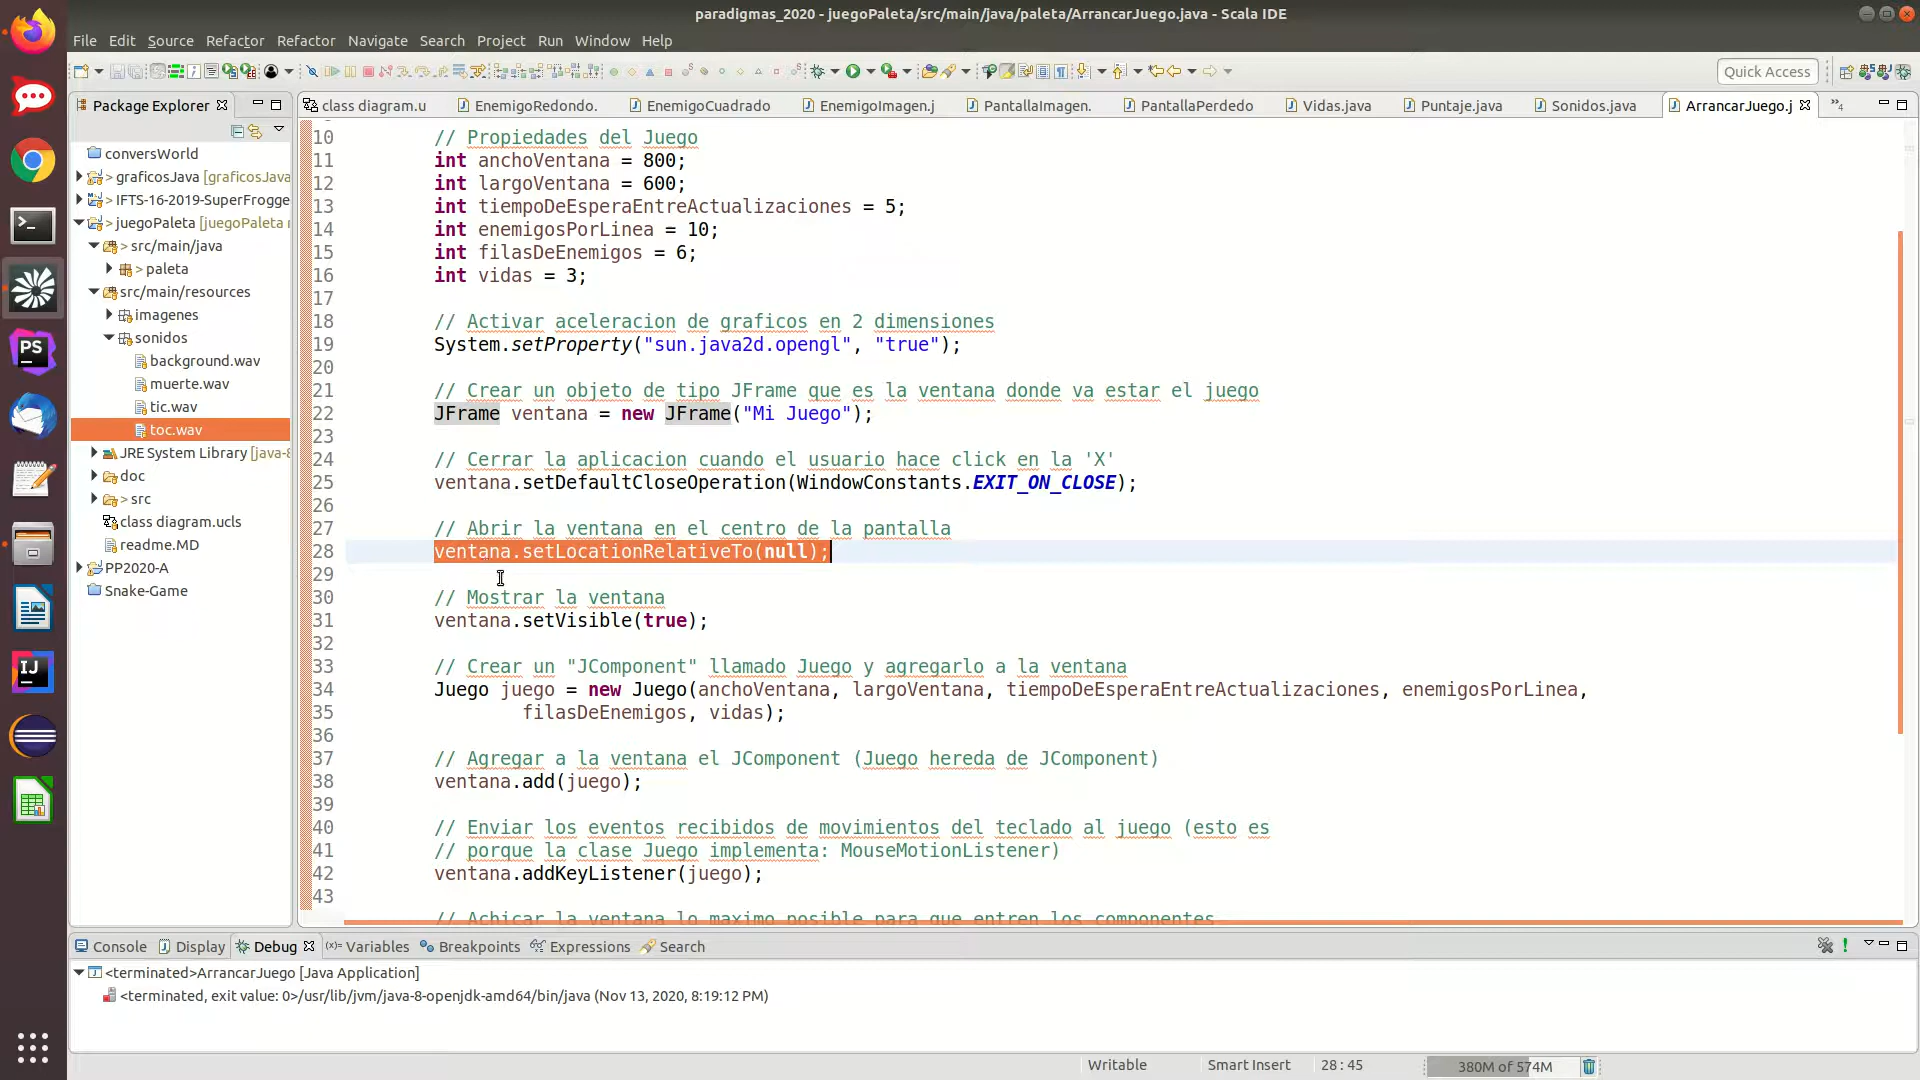 paradigmas_2020 - juegoPaleta/src/main/java/paleta/ArrancarJuego.java - Scala IDE
File Edit Source Refactor Refactor Navigate Search Project Run Window Help
Quick Access
Package Explorer
class diagram.u EnemigoRedondo. EnemigoCuadrado EnemigoImagen.j PantallaImagen. PantallaPerdedo Vidas.java Puntaje.java Sonidos.java ArrancarJuego.j »4
conversWorld
> graficosJava [graficosJava
> IFTS-16-2019-SuperFrogge
> juegoPaleta [juegoPaleta
> src/main/java
> paleta
src/main/resources
imagenes
sonidos
background.wav
muerte.wav
tic.wav
toc.wav
JRE System Library [java-8
doc
> src
class diagram.ucls
readme.MD
PP2020-A
Snake-Game
10 // Propiedades del Juego
11 int anchoVentana = 800;
12 int largoVentana = 600;
13 int tiempoDeEsperaEntreActualizaciones = 5;
14 int enemigosPorLinea = 10;
15 int filasDeEnemigos = 6;
16 int vidas = 3;
17
18 // Activar aceleracion de graficos en 2 dimensiones
19 System.setProperty("sun.java2d.opengl", "true");
20
21 // Crear un objeto de tipo JFrame que es la ventana donde va estar el juego
22 JFrame ventana = new JFrame("Mi Juego");
23
24 // Cerrar la aplicacion cuando el usuario hace click en la 'X'
25 ventana.setDefaultCloseOperation(WindowConstants.EXIT_ON_CLOSE);
26
27 // Abrir la ventana en el centro de la pantalla
28 ventana.setLocationRelativeTo(null);
29
30 // Mostrar la ventana
31 ventana.setVisible(true);
32
33 // Crear un "JComponent" llamado Juego y agregarlo a la ventana
34 Juego juego = new Juego(anchoVentana, largoVentana, tiempoDeEsperaEntreActualizaciones, enemigosPorLinea,
35 filasDeEnemigos, vidas);
36
37 // Agregar a la ventana el JComponent (Juego hereda de JComponent)
38 ventana.add(juego);
39
40 // Enviar los eventos recibidos de movimientos del teclado al juego (esto es
41 // porque la clase Juego implementa: MouseMotionListener)
42 ventana.addKeyListener(juego);
43
// Achicar la ventana lo maximo posible para que entren los componentes
Console Display Debug Variables Breakpoints Expressions Search
<terminated>ArrancarJuego [Java Application]
<terminated, exit value: 0>/usr/lib/jvm/java-8-openjdk-amd64/bin/java (Nov 13, 2020, 8:19:12 PM)
Writable Smart Insert 28:45 380M of 574M
PS
IJ